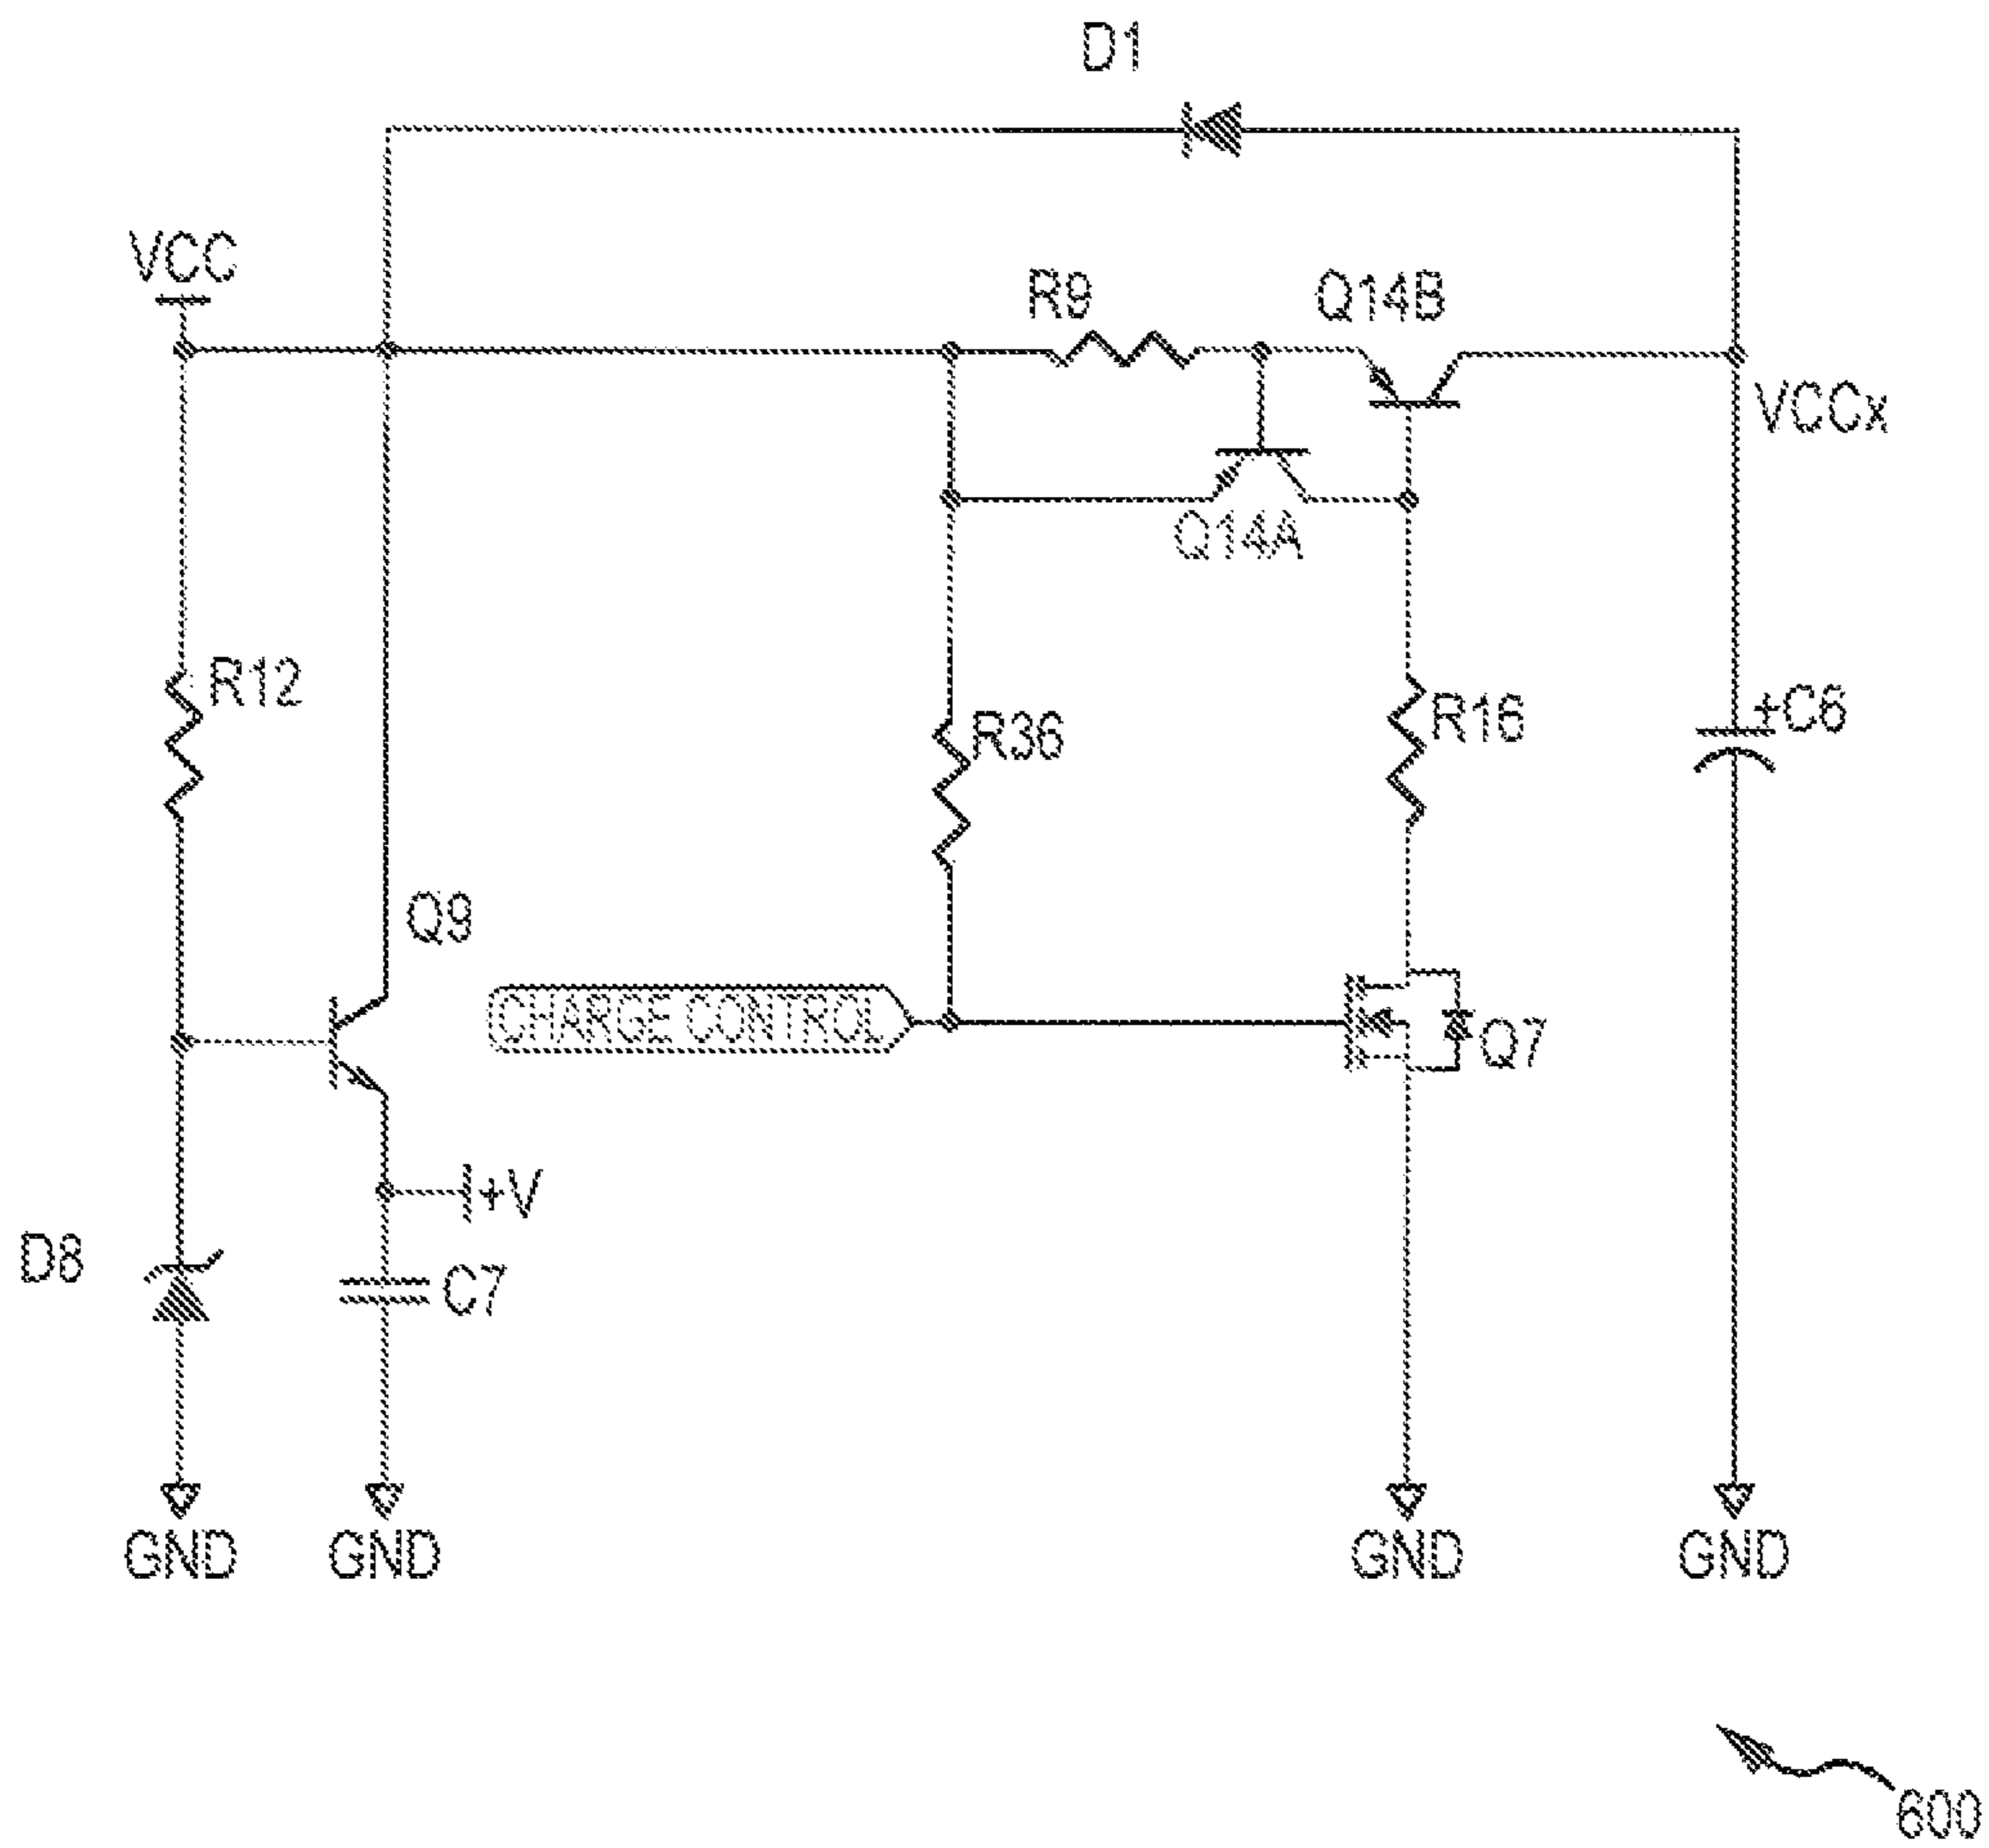 D1
VCC
R9
Q14B
VCCx
Q14A
R12
R36
R16
+C6
Q9
CHARGE CONTROL
Q7
+V
D8
C7
GND
GND
GND
GND
600